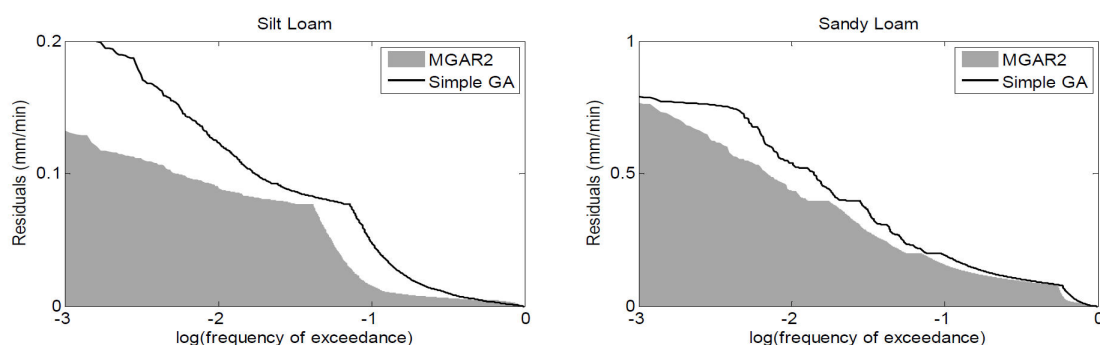 Silt Loam
0.2
0.1
0
Residuals (mm/min)
MGAR2
Simple GA
-3
-2
-1
0
log(frequency of exceedance)
Sandy Loam
1
0.5
0
Residuals (mm/min)
MGAR2
Simple GA
-3
-2
-1
0
log(frequency of exceedance)